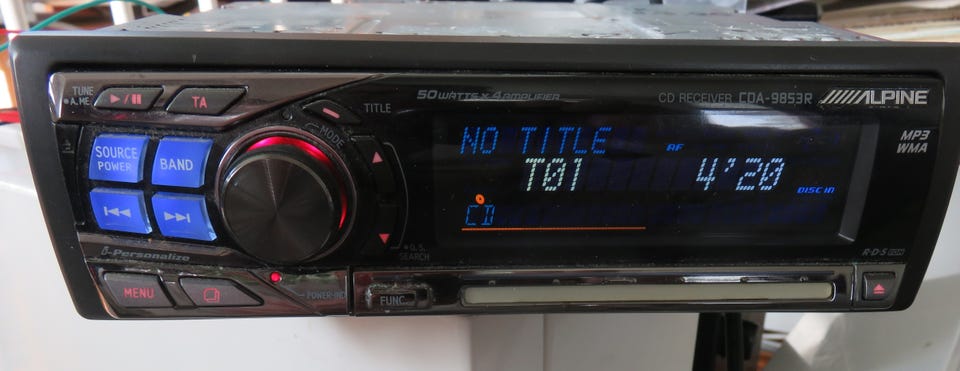 TUNE
•A.ME
TA
TITLE
MODE
50WATTS×4 AMPLIFIER
CD RECEIVER CDA-9853R ALPINE
MP3
WMA
SOURCE
POWER
BAND
NO TITLE
AF
T01 4'20
DISC IN
CD
i-Personalize
•Q.S.
SEARCH
R·D·S
MENU
FUNC